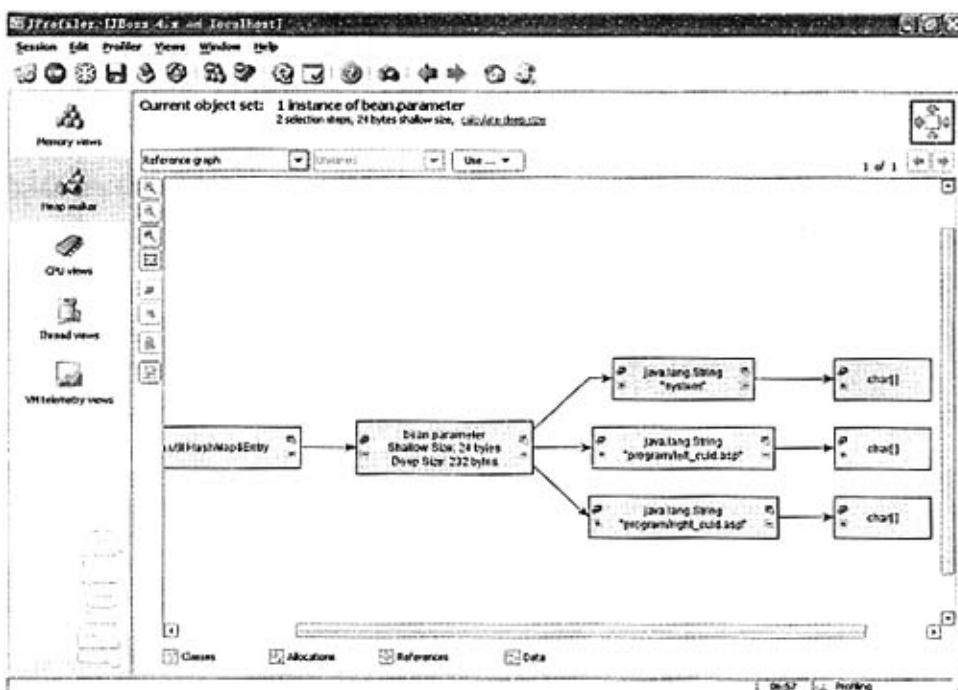 JProfiler [JBoss 4.x on localhost]
Session Edit Profiler Views Window Help
Current object set: 1 instance of bean.parameter
2 selection steps, 24 bytes shallow size, calculate deep size
Memory views
Reference graph
Use ...
1 of 1
Heap walker
CPU views
Thread views
VM telemetry views
java.lang.String
"system"
char[]
.util.HashMap$Entry
bean.parameter
Shallow Size: 24 bytes
Deep Size: 232 bytes
java.lang.String
"program/left_cuid.asp"
char[]
java.lang.String
"program/right_cuid.asp"
char[]
Classes Allocations References Data
06:57 Profiling